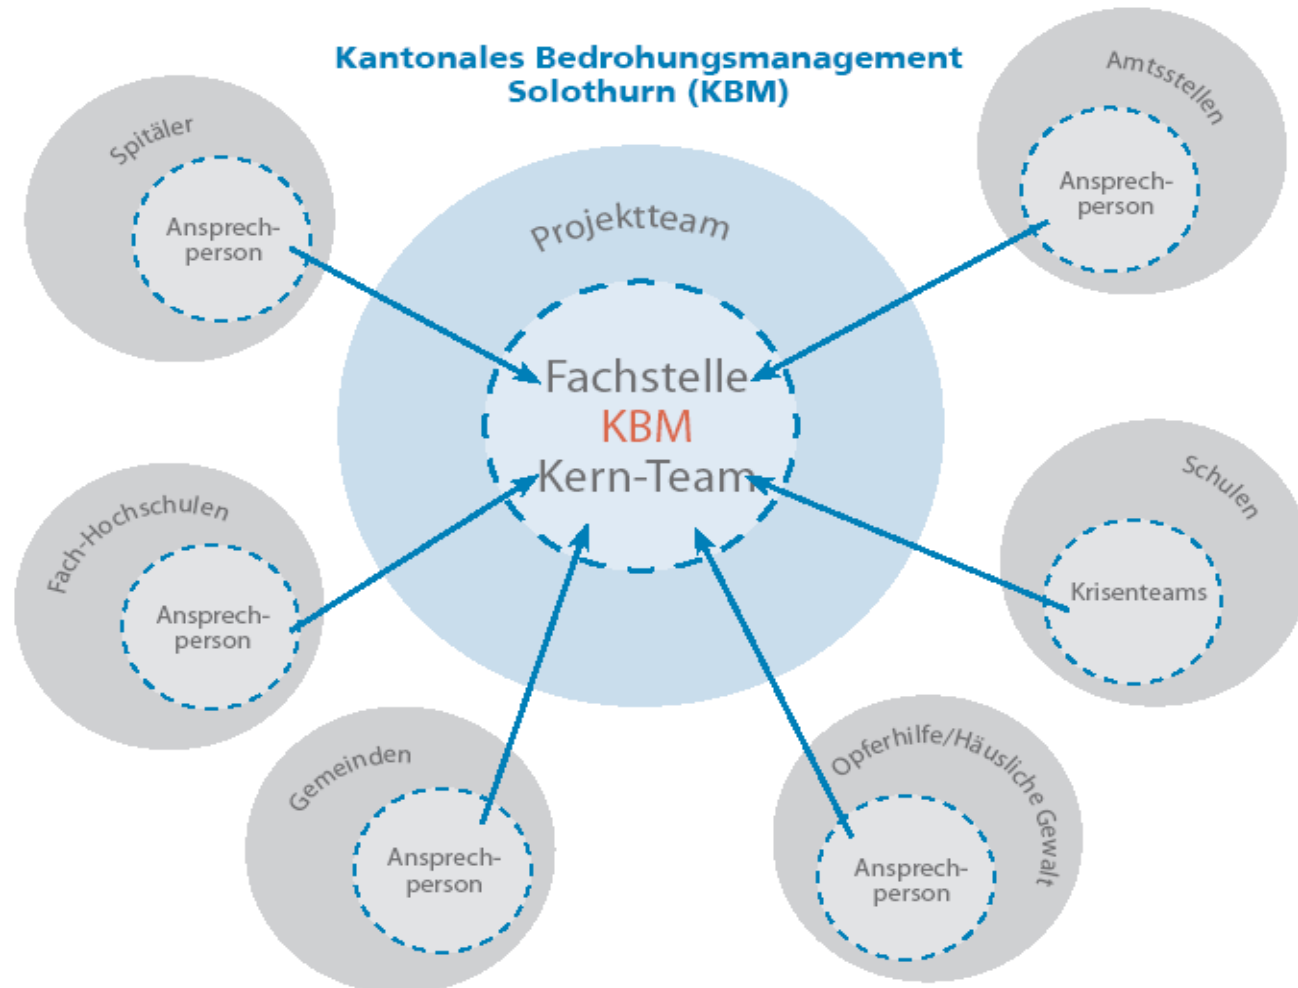 Kantonales Bedrohungsmanagement
Solothurn (KBM)
Spitäler
Ansprech-
person
Amtsstellen
Ansprech-
person
Projektteam
Fachstelle
KBM
Kern-Team
Fach-Hochschulen
Ansprech-
person
Schulen
Krisenteams
Gemeinden
Ansprech-
person
Opferhilfe/Häusliche Gewalt
Ansprech-
person